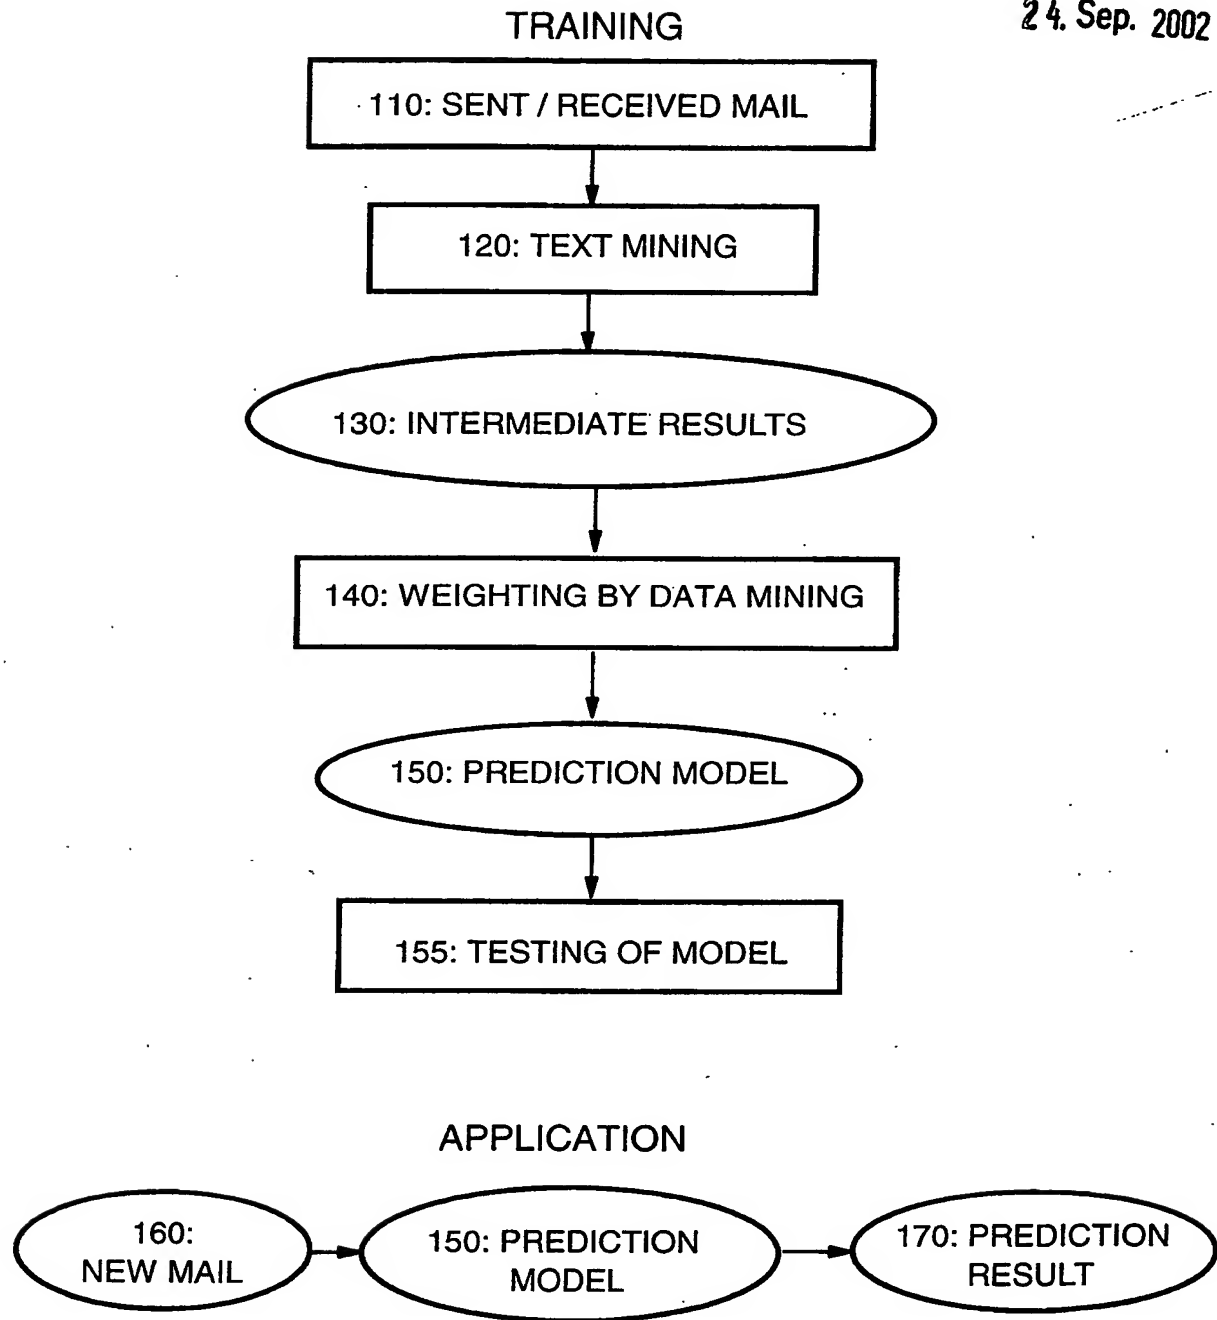 TRAINING
24. Sep. 2002
110: SENT / RECEIVED MAIL
120: TEXT MINING
130: INTERMEDIATE RESULTS
140: WEIGHTING BY DATA MINING
150: PREDICTION MODEL
155: TESTING OF MODEL
APPLICATION
160:
NEW MAIL
150: PREDICTION
MODEL
170: PREDICTION
RESULT